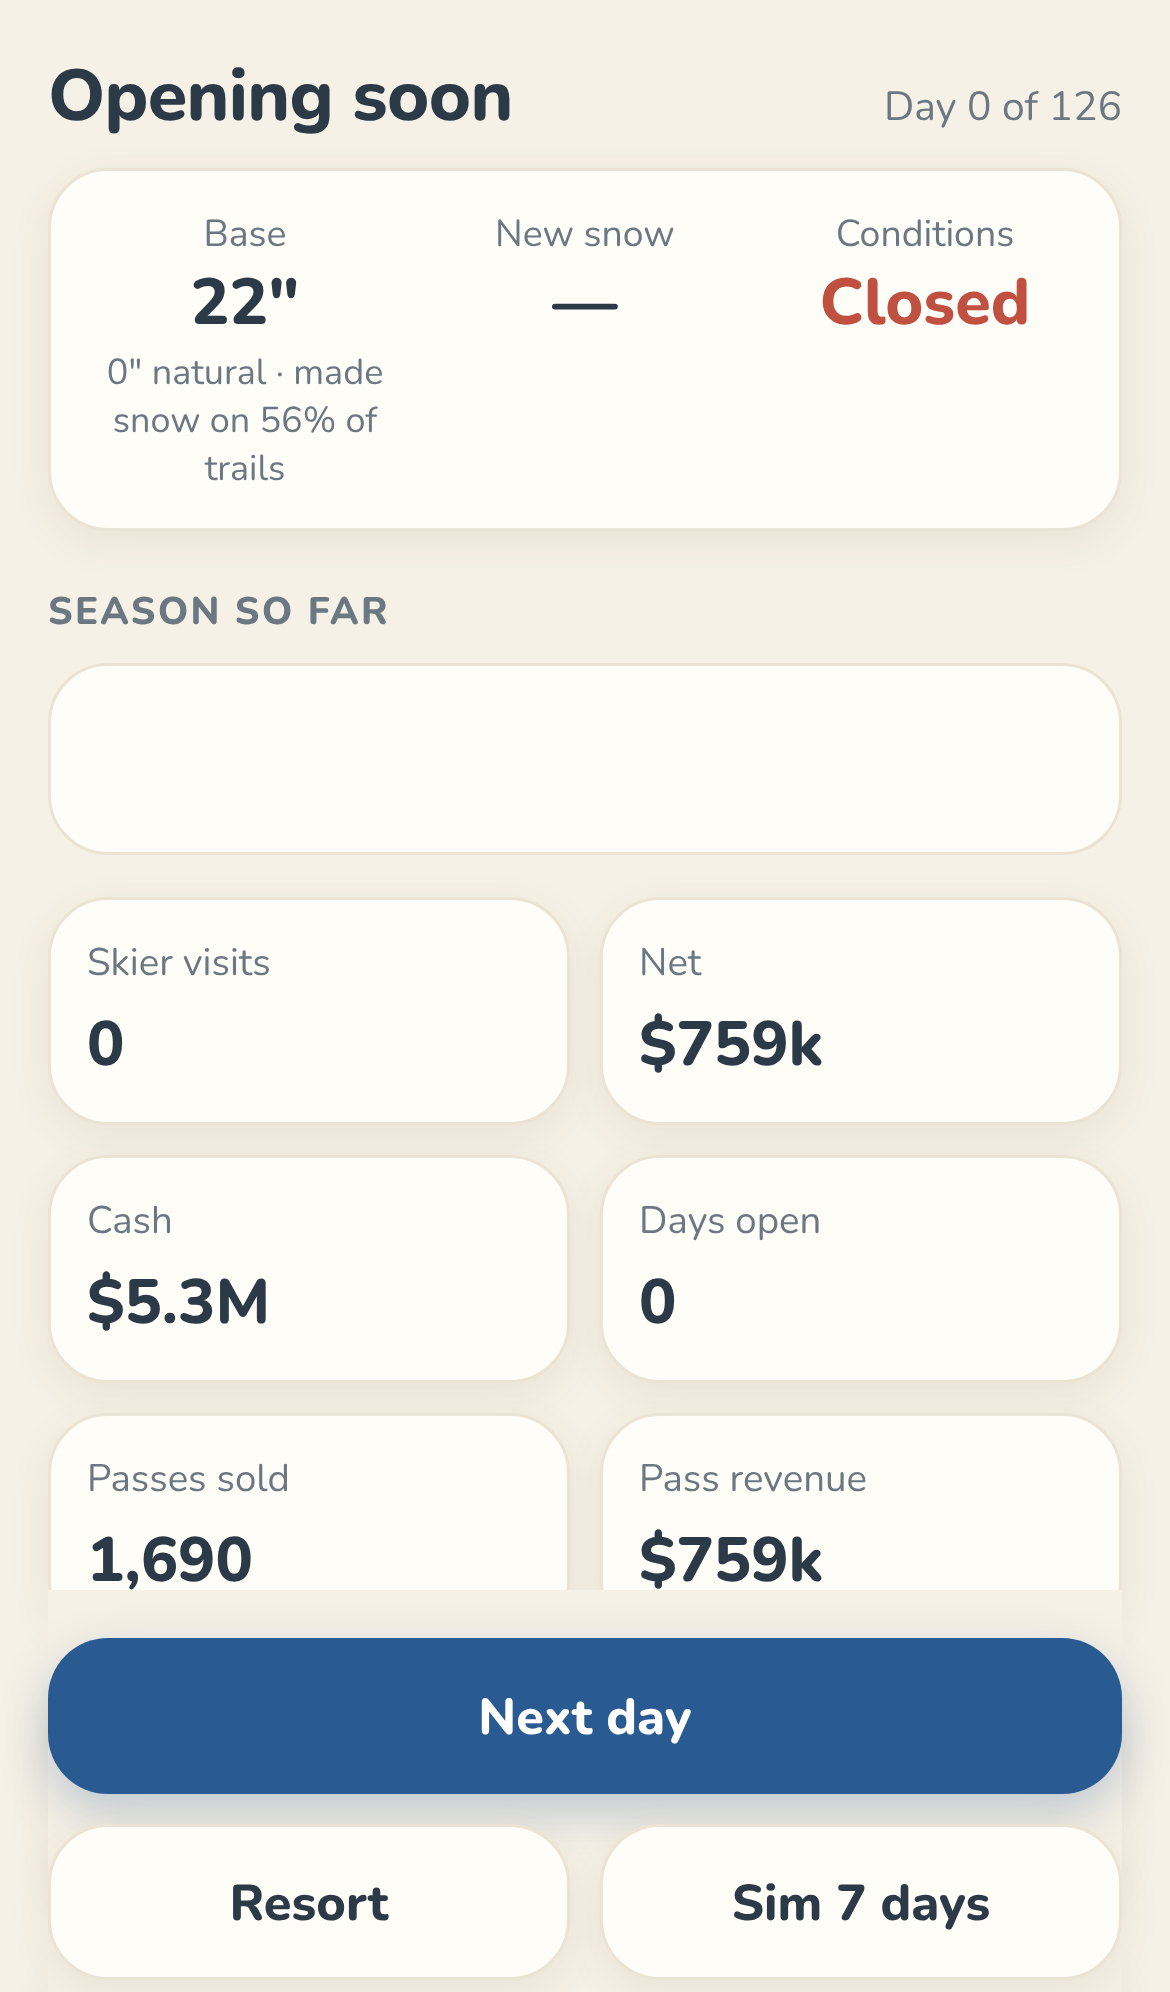 Opening soon
Day 0 of 126
Base
New snow
Conditions
22"
—
Closed
0" natural · made
snow on 56% of
trails
SEASON SO FAR
Skier visits
Net
0
$759k
Cash
Days open
$5.3M
0
Passes sold
Pass revenue
1,690
$759k
Next day
Resort
Sim 7 days